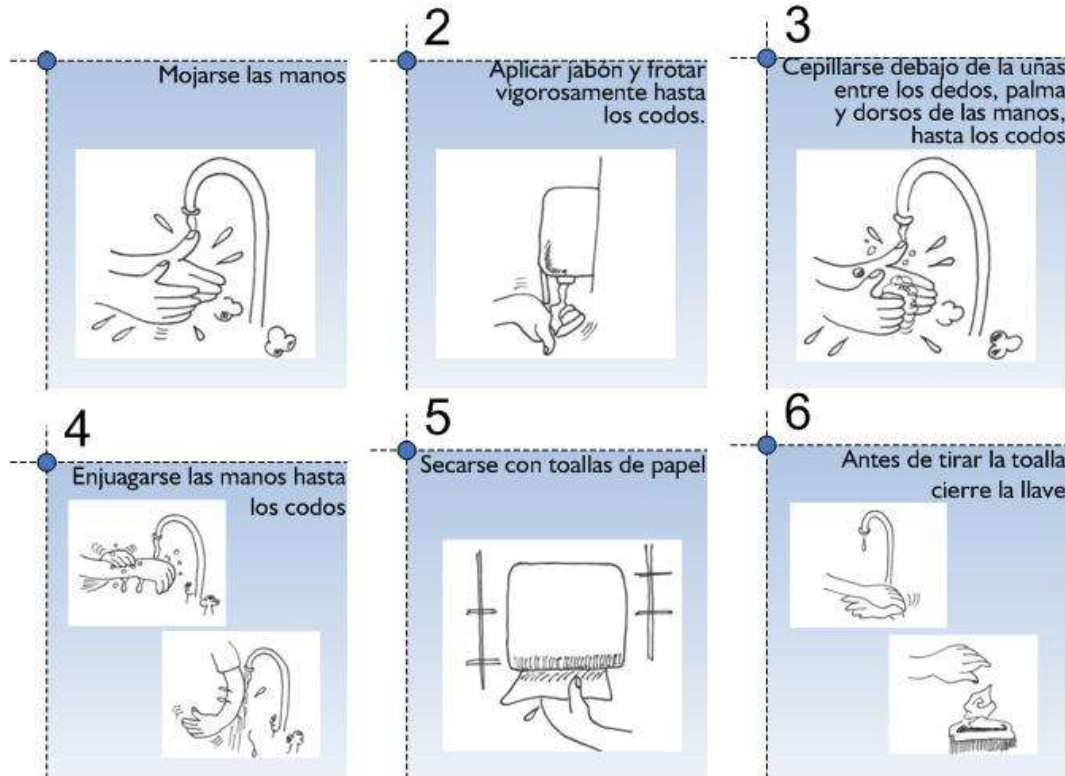 Mojarse las manos
2
Aplicar jabón y frotar
vigorosamente hasta
los codos.
3
Cepillarse debajo de la uñas
entre los dedos, palma
y dorsos de las manos,
hasta los codos
4
Enjuagarse las manos hasta
los codos
5
Secarse con toallas de papel
6
Antes de tirar la toalla
cierre la llave